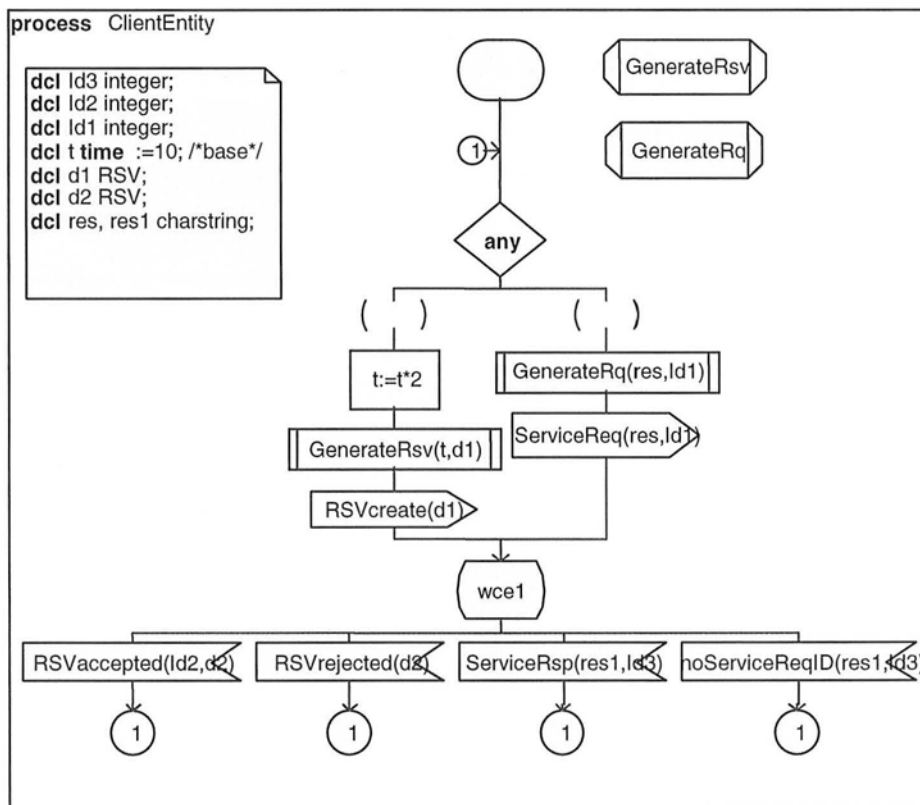 process ClientEntity
dcl Id3 integer;
dcl Id2 integer;
dcl Id1 integer;
dcl t time :=10; /*base*/
dcl d1 RSV;
dcl d2 RSV;
dcl res, res1 charstring;
GenerateRsv
GenerateRq
1
any
( ) ( )
t:=t*2
GenerateRq(res,Id1)
GenerateRsv(t,d1)
ServiceReq(res,Id1)
RSVcreate(d1)
wce1
RSVaccepted(Id2,d2) RSVrejected(d2) ServiceRsp(res1,Id3) noServiceReqID(res1,Id3)
1 1 1 1